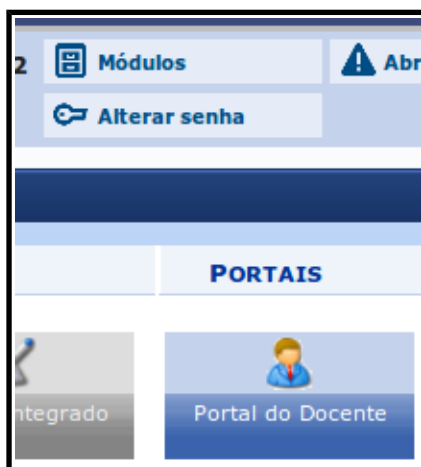 2 Módulos Abr
Alterar senha
PORTAIS
ntegrado Portal do Docente